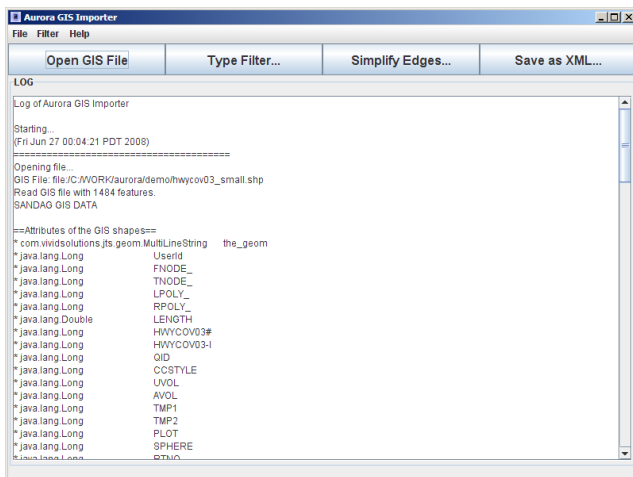 Aurora GIS Importer
File Filter Help
Open GIS File Type Filter... Simplify Edges... Save as XML...
LOG
Log of Aurora GIS Importer
Starting...
(Fri Jun 27 00:04:21 PDT 2008)
========================================
Opening file...
GIS File: file:/C:/WORK/aurora/demo/hwycov03_small.shp
Read GIS file with 1484 features.
SANDAG GIS DATA
==Attributes of the GIS shapes==
* com.vividsolutions.jts.geom.MultiLineString the_geom
* java.lang.Long UserId
* java.lang.Long FNODE_
* java.lang.Long TNODE_
* java.lang.Long LPOLY_
* java.lang.Long RPOLY_
* java.lang.Double LENGTH
* java.lang.Long HWYCOV03#
* java.lang.Long HWYCOV03-I
* java.lang.Long QID
* java.lang.Long CCSTYLE
* java.lang.Long UVOL
* java.lang.Long AVOL
* java.lang.Long TMP1
* java.lang.Long TMP2
* java.lang.Long PLOT
* java.lang.Long SPHERE
* java.lang.Long RTNO